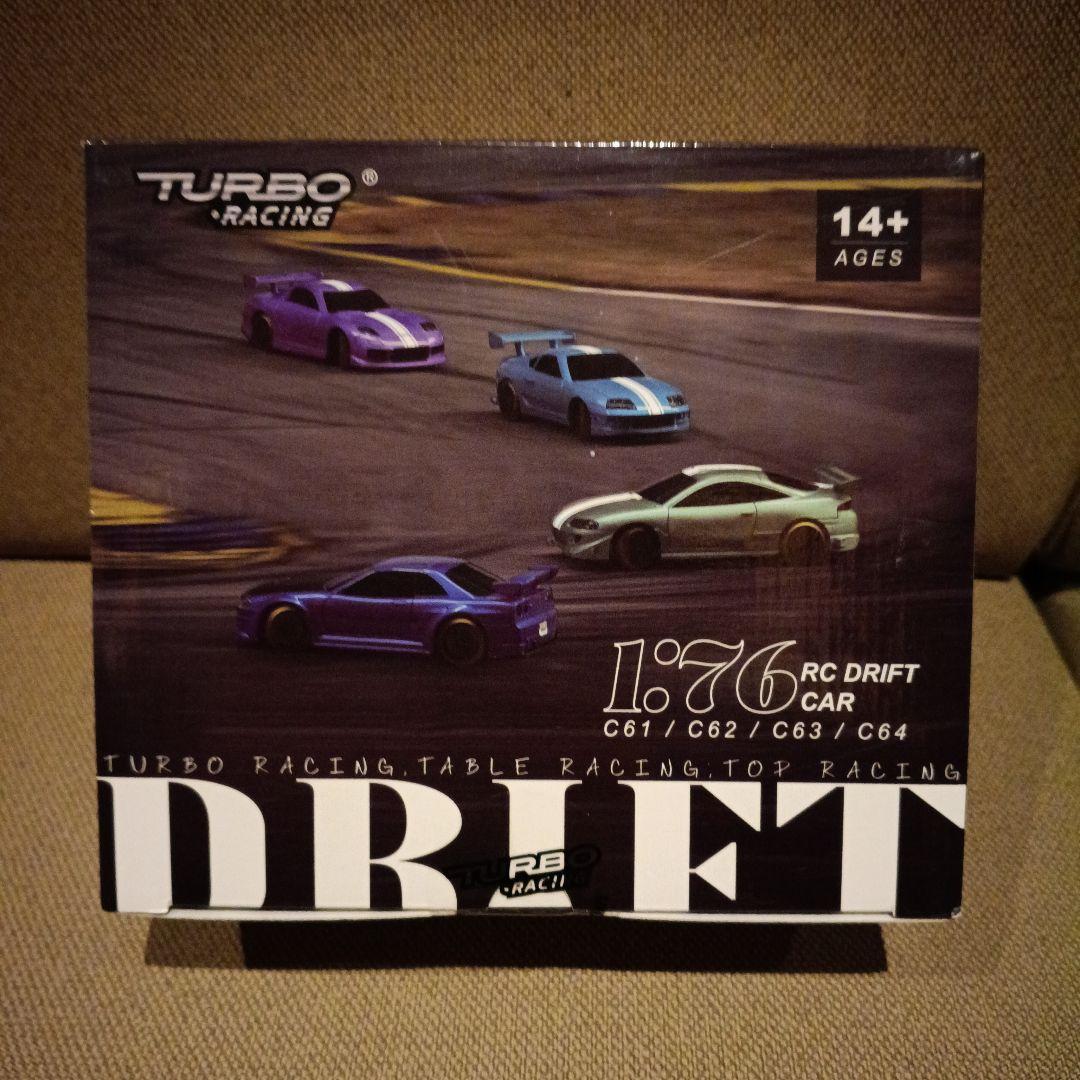 TURBO ®
RACING
14+
AGES
1:76 RC DRIFT
CAR
C61 / C62 / C63 / C64
TURBO RACING.TABLE RACING.TOP RACING
DRIFT
TURBO
RACING